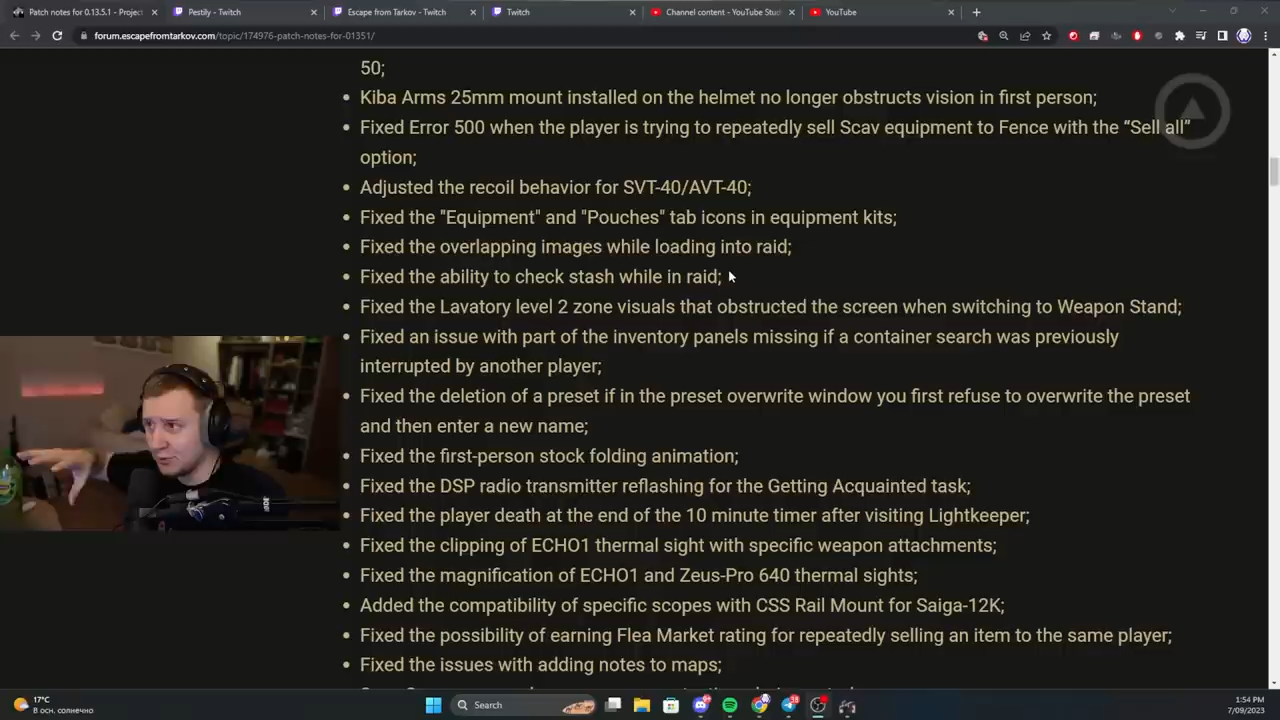 Patch notes for 0.13.5.1 - Project
Pestily - Twitch
Escape from Tarkov - Twitch
Twitch
Channel content - YouTube Stud
YouTube
forum.escapefromtarkov.com/topic/174976-patch-notes-for-01351/
50;
Kiba Arms 25mm mount installed on the helmet no longer obstructs vision in first person;
Fixed Error 500 when the player is trying to repeatedly sell Scav equipment to Fence with the “Sell all”
option;
Adjusted the recoil behavior for SVT-40/AVT-40;
Fixed the "Equipment" and "Pouches" tab icons in equipment kits;
Fixed the overlapping images while loading into raid;
Fixed the ability to check stash while in raid;
Fixed the Lavatory level 2 zone visuals that obstructed the screen when switching to Weapon Stand;
Fixed an issue with part of the inventory panels missing if a container search was previously
interrupted by another player;
Fixed the deletion of a preset if in the preset overwrite window you first refuse to overwrite the preset
and then enter a new name;
Fixed the first-person stock folding animation;
Fixed the DSP radio transmitter reflashing for the Getting Acquainted task;
Fixed the player death at the end of the 10 minute timer after visiting Lightkeeper;
Fixed the clipping of ECHO1 thermal sight with specific weapon attachments;
Fixed the magnification of ECHO1 and Zeus-Pro 640 thermal sights;
Added the compatibility of specific scopes with CSS Rail Mount for Saiga-12K;
Fixed the possibility of earning Flea Market rating for repeatedly selling an item to the same player;
Fixed the issues with adding notes to maps;
17°C
В осн. солнечно
Search
1:54 PM
7/09/2023